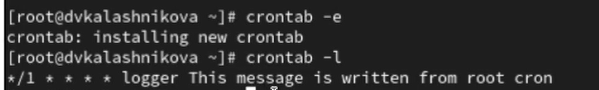 [root@dvkalashnikova ~]# crontab -e
crontab: installing new crontab
[root@dvkalashnikova ~]# crontab -l
*/1 * * * * logger This message is written from root cron